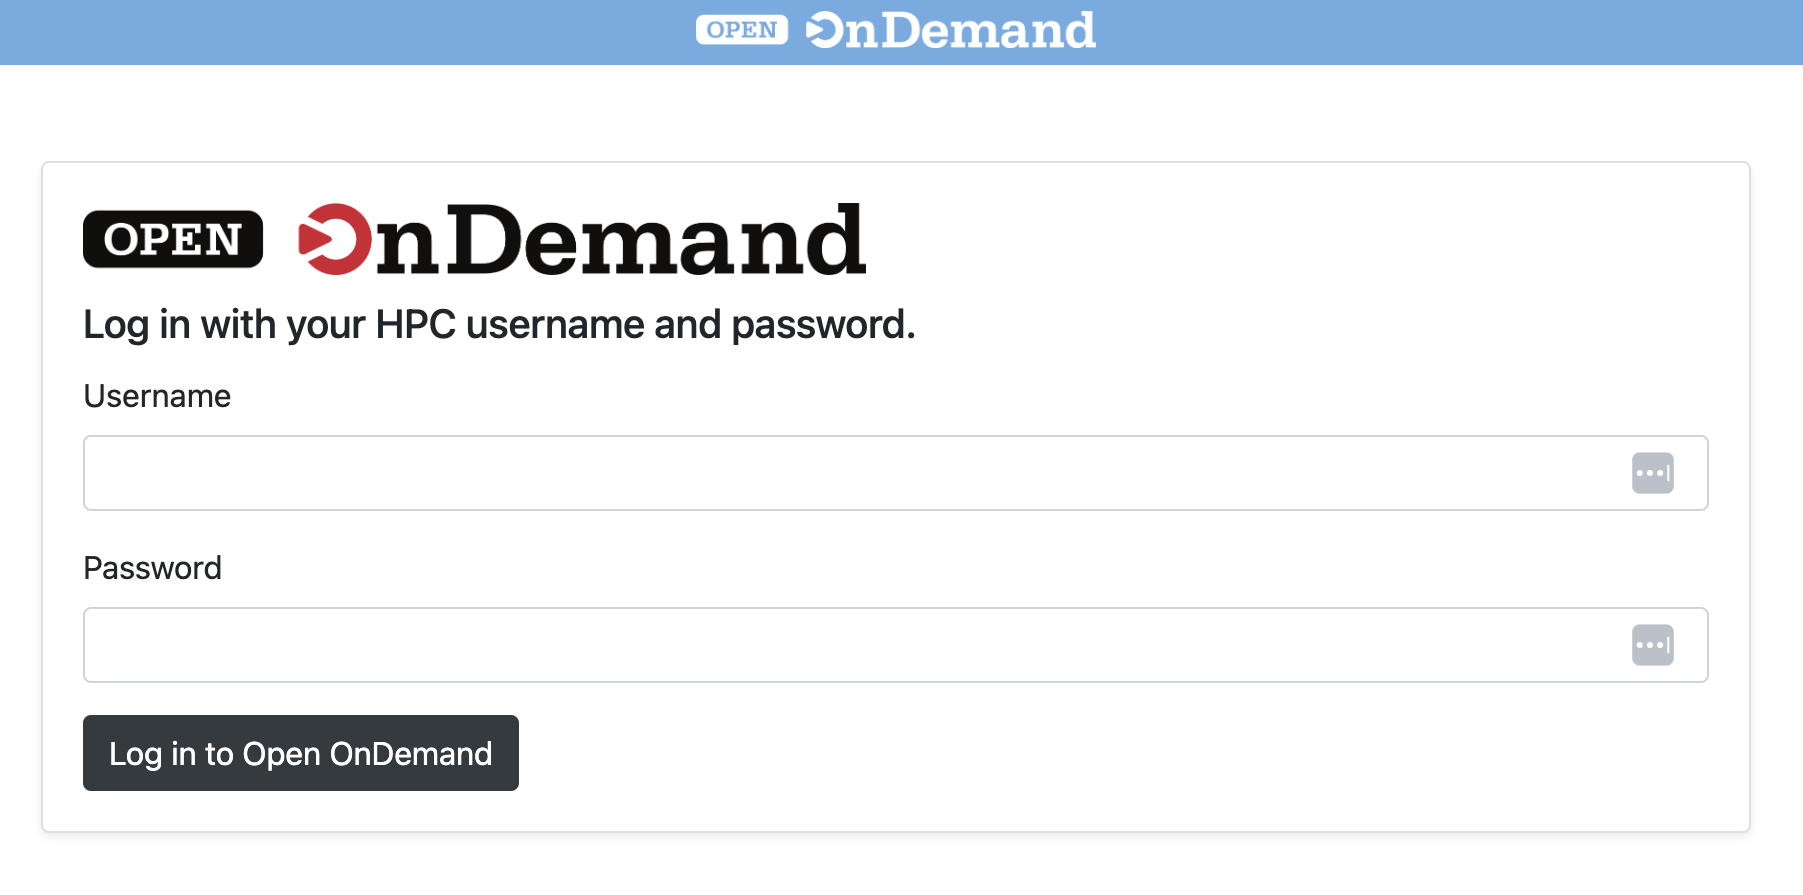 OPEN OnDemand
OPEN OnDemand
Log in with your HPC username and password.
Username
Password
Log in to Open OnDemand